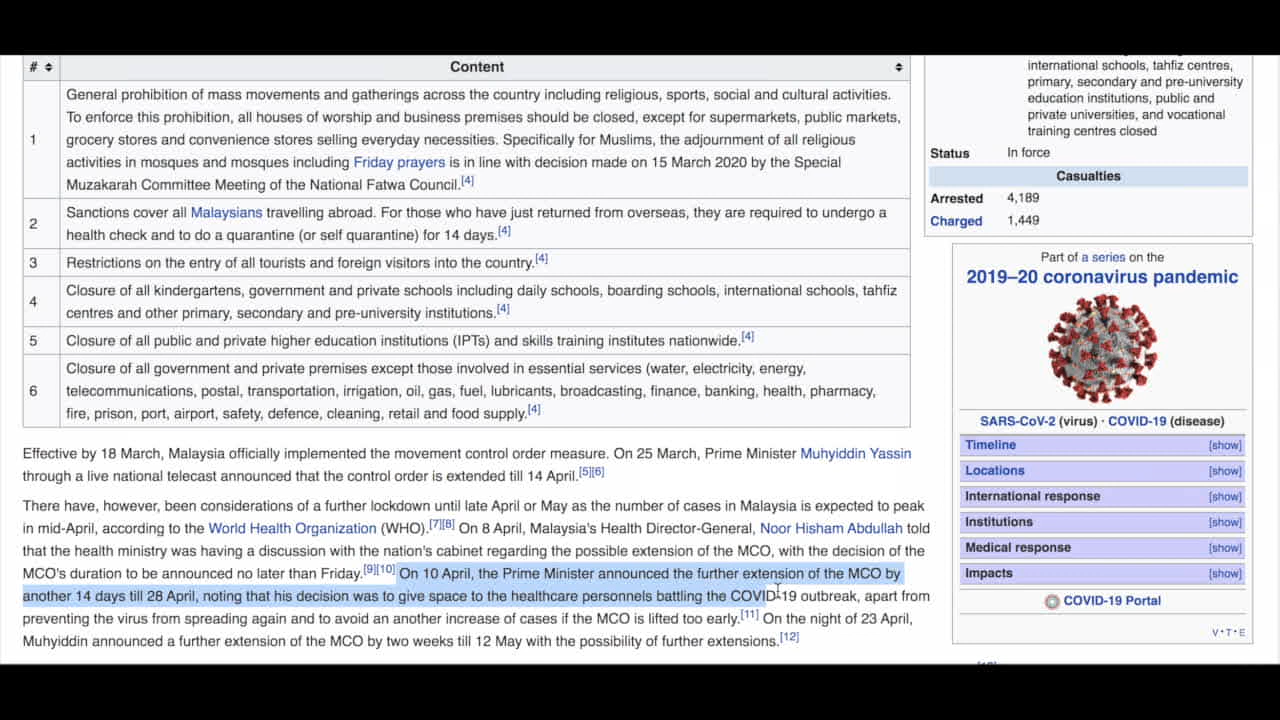 # Content
1 General prohibition of mass movements and gatherings across the country including religious, sports, social and cultural activities.
To enforce this prohibition, all houses of worship and business premises should be closed, except for supermarkets, public markets,
grocery stores and convenience stores selling everyday necessities. Specifically for Muslims, the adjournment of all religious
activities in mosques and mosques including Friday prayers is in line with decision made on 15 March 2020 by the Special
Muzakarah Committee Meeting of the National Fatwa Council.[4]
2 Sanctions cover all Malaysians travelling abroad. For those who have just returned from overseas, they are required to undergo a
health check and to do a quarantine (or self quarantine) for 14 days.[4]
3 Restrictions on the entry of all tourists and foreign visitors into the country.[4]
4 Closure of all kindergartens, government and private schools including daily schools, boarding schools, international schools, tahfiz
centres and other primary, secondary and pre-university institutions.[4]
5 Closure of all public and private higher education institutions (IPTs) and skills training institutes nationwide.[4]
6 Closure of all government and private premises except those involved in essential services (water, electricity, energy,
telecommunications, postal, transportation, irrigation, oil, gas, fuel, lubricants, broadcasting, finance, banking, health, pharmacy,
fire, prison, port, airport, safety, defence, cleaning, retail and food supply.[4]
Effective by 18 March, Malaysia officially implemented the movement control order measure. On 25 March, Prime Minister Muhyiddin Yassin
through a live national telecast announced that the control order is extended till 14 April.[5][6]
There have, however, been considerations of a further lockdown until late April or May as the number of cases in Malaysia is expected to peak
in mid-April, according to the World Health Organization (WHO).[7][8] On 8 April, Malaysia's Health Director-General, Noor Hisham Abdullah told
that the health ministry was having a discussion with the nation's cabinet regarding the possible extension of the MCO, with the decision of the
MCO's duration to be announced no later than Friday.[9][10] On 10 April, the Prime Minister announced the further extension of the MCO by
another 14 days till 28 April, noting that his decision was to give space to the healthcare personnels battling the COVID-19 outbreak, apart from
preventing the virus from spreading again and to avoid an another increase of cases if the MCO is lifted too early.[11] On the night of 23 April,
Muhyiddin announced a further extension of the MCO by two weeks till 12 May with the possibility of further extensions.[12]
international schools, tahfiz centres,
primary, secondary and pre-university
education institutions, public and
private universities, and vocational
training centres closed
Status In force
Casualties
Arrested 4,189
Charged 1,449
Part of a series on the
2019–20 coronavirus pandemic
SARS-CoV-2 (virus) · COVID-19 (disease)
Timeline [show]
Locations [show]
International response [show]
Institutions [show]
Medical response [show]
Impacts [show]
COVID-19 Portal
V·T·E